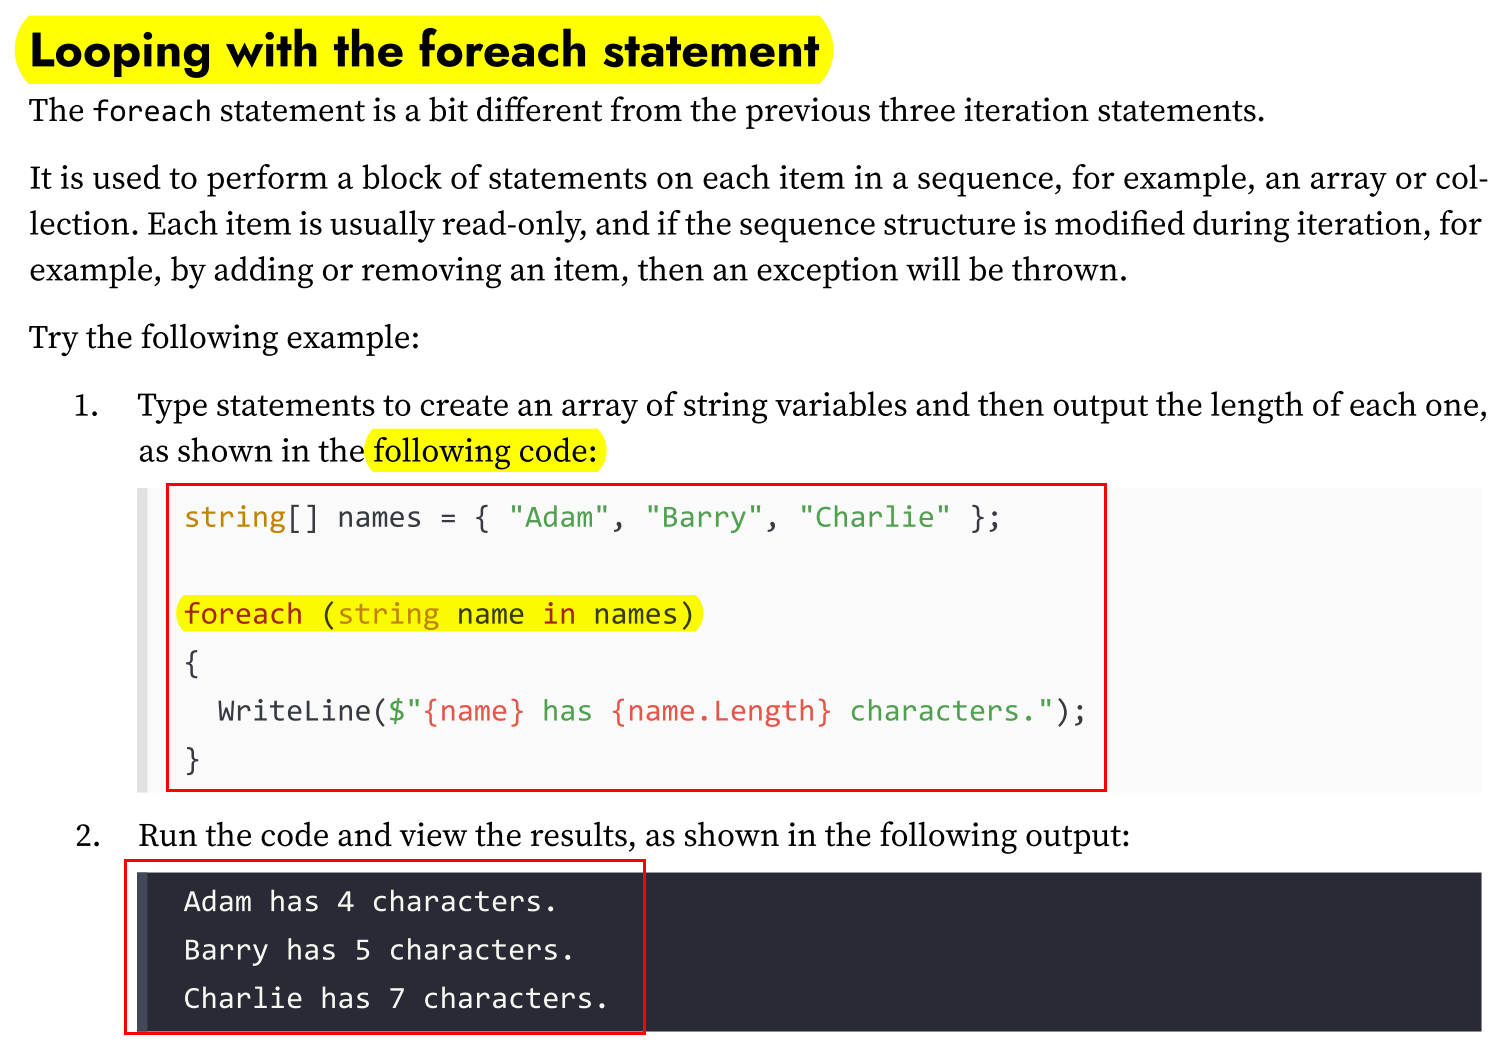 Looping with the foreach statement
The foreach statement is a bit different from the previous three iteration statements.
It is used to perform a block of statements on each item in a sequence, for example, an array or col-
lection. Each item is usually read-only, and if the sequence structure is modified during iteration, for
example, by adding or removing an item, then an exception will be thrown.
Try the following example:
1. Type statements to create an array of string variables and then output the length of each one,
as shown in the following code:
string[] names = { "Adam", "Barry", "Charlie" };
foreach (string name in names)
{
  WriteLine($"{name} has {name.Length} characters.");
}
2. Run the code and view the results, as shown in the following output:
Adam has 4 characters.
Barry has 5 characters.
Charlie has 7 characters.